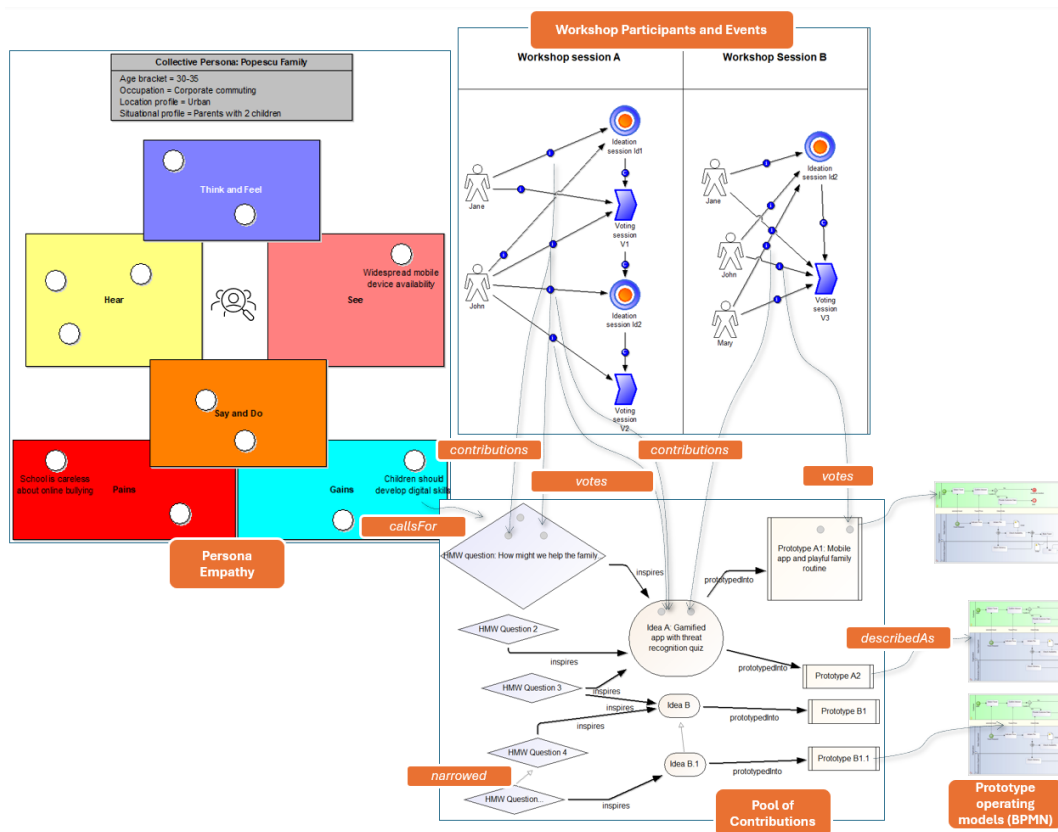 Workshop Participants and Events
Workshop session A
Workshop Session B
Collective Persona: Popescu Family
Age bracket = 30-35
Occupation = Corporate commuting
Location profile = Urban
Situational profile = Parents with 2 children
Think and Feel
Hear
See
Widespread mobile
device availability
Say and Do
School is careless
about online bullying
Pains
Gains
Children should
develop digital skills
Persona
Empathy
Ideation
session Id1
Jane
Voting
session
V1
John
Ideation
session Id2
Voting
session
V2
Ideation
session Id2
Jane
John
Mary
Voting
session
V3
contributions
contributions
votes
votes
callsFor
HMW question: How might we help the family
inspires
Prototype A1: Mobile
app and playful family
routine
prototypedInto
Idea A: Gamified
app with threat
recognition quiz
HMW Question 2
inspires
prototypedInto
describedAs
Prototype A2
HMW Question 3
inspires
inspires
Idea B
prototypedInto
Prototype B1
HMW Question 4
narrowed
Idea B.1
prototypedInto
Prototype B1.1
HMW Question...
inspires
Pool of
Contributions
Prototype
operating
models (BPMN)